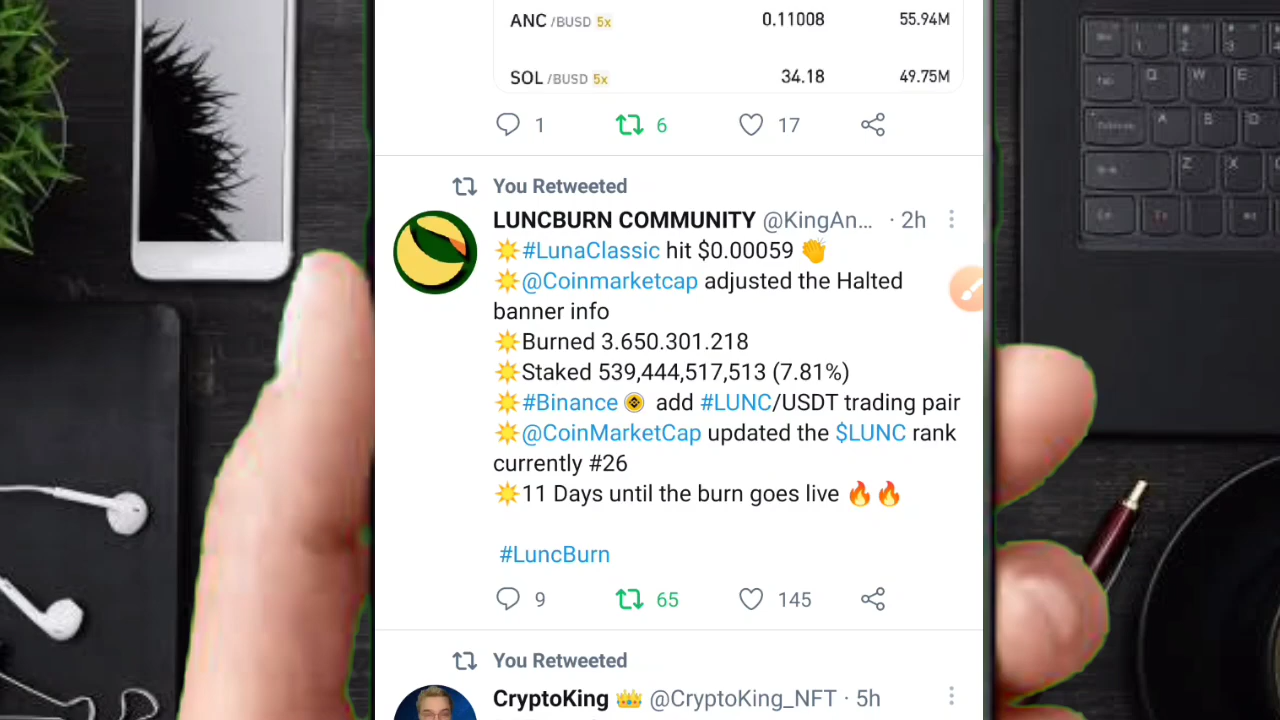 ANC /BUSD 5x 0.11008 55.94M
SOL /BUSD 5x 34.18 49.75M
1 6 17
You Retweeted
LUNCBURN COMMUNITY @KingAn... · 2h
☀️#LunaClassic hit $0.00059 👏
☀️@Coinmarketcap adjusted the Halted
banner info
☀️Burned 3.650.301.218
☀️Staked 539,444,517,513 (7.81%)
☀️#Binance add #LUNC/USDT trading pair
☀️@CoinMarketCap updated the $LUNC rank
currently #26
☀️11 Days until the burn goes live 🔥🔥
#LuncBurn
9 65 145
You Retweeted
CryptoKing 👑 @CryptoKing_NFT · 5h